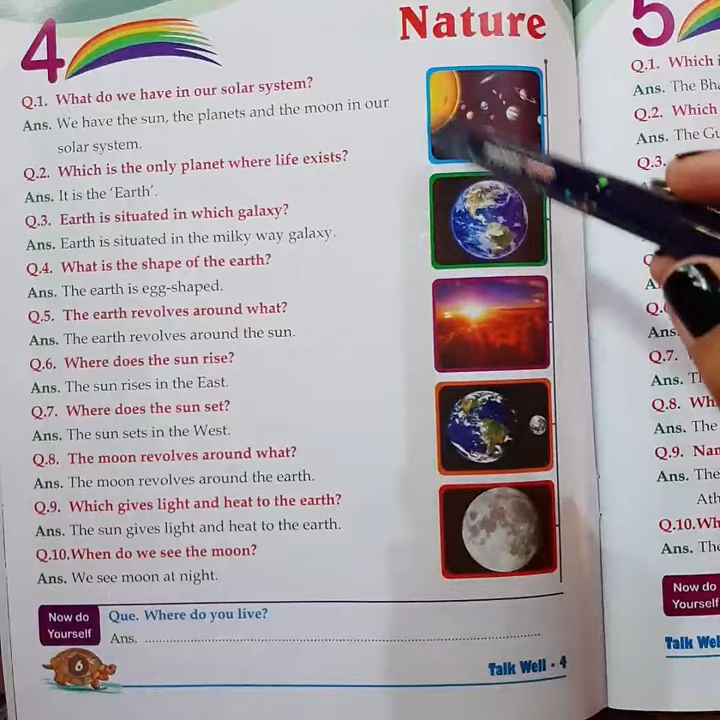 4
Nature
Q.1. What do we have in our solar system?
Ans. We have the sun, the planets and the moon in our
solar system.
Q.2. Which is the only planet where life exists?
Ans. It is the 'Earth'.
Q.3. Earth is situated in which galaxy?
Ans. Earth is situated in the milky way galaxy.
Q.4. What is the shape of the earth?
Ans. The earth is egg-shaped.
Q.5. The earth revolves around what?
Ans. The earth revolves around the sun.
Q.6. Where does the sun rise?
Ans. The sun rises in the East.
Q.7. Where does the sun set?
Ans. The sun sets in the West.
Q.8. The moon revolves around what?
Ans. The moon revolves around the earth.
Q.9. Which gives light and heat to the earth?
Ans. The sun gives light and heat to the earth.
Q.10.When do we see the moon?
Ans. We see moon at night.
Now do
Yourself
Que. Where do you live?
Ans.
6
Talk Well - 4
5
Q.1. Which
Ans. The
Q.2. Which
Ans. The
Q.3.
Ans.
Q.7.
Ans.
Q.8.
Ans. The
Q.9.
Ans. The
Q.10.
Ans.
Now do
Yourself
Talk